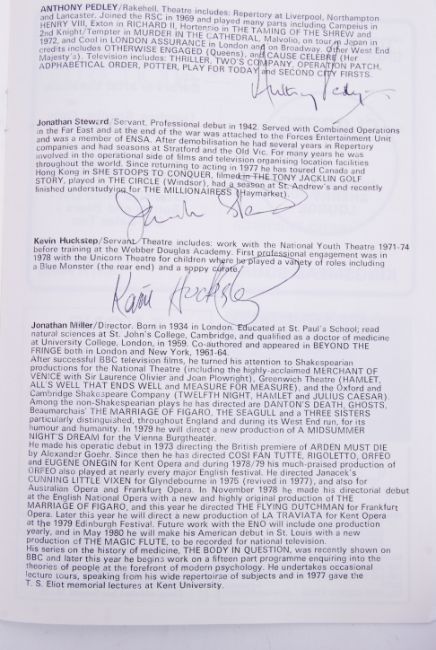 ANTHONY PEDLEY/Rakehell. Theatre includes: Repertory at Liverpool, Northampton
and Lancaster. Joined the RSC in 1969 and played many parts including Campeius in
HENRY VIII, Exton in RICHARD II, Hortensio in THE TAMING OF THE SHREW and
2nd Knight/Tempter in MURDER IN THE CATHEDRAL, Malvolio, on tour in Japan in
1972, and Cool in LONDON ASSURANCE in London and on Broadway. Other West End
credits includes OTHERWISE ENGAGED (Queens), and CAUSE CELEBRE (Her
Majesty's). Television includes: THRILLER, TWO'S COMPANY, OPERATION PATCH,
ADPHABETICAL ORDER, POTTER, PLAY FOR TODAY and SECOND CITY FIRSTS.
Anthony Pedley
Jonathan Steward/Servant. Professional debut in 1942. Served with Combined Operations
in the Far East and at the end of the war was attached to the Forces Entertainment Unit
and was a member of ENSA. After demobilisation he had several years in Repertory
companies and had seasons at Stratford and the Old Vic. For many years he was
involved in the operational side of films and television organising location facilities
throughout the world. Since returning to acting in 1977 he has toured Canada and
Hong Kong in SHE STOOPS TO CONQUER, filmed in THE TONY JACKLIN GOLF
STORY, played in THE CIRCLE (Windsor), had a season at St. Andrew's and recently
finished understudying for THE MILLIONAIRESS (Haymarket).
Kevin Huckstep/Servant. Theatre includes: work with the National Youth Theatre 1971-74
before training at the Webber Douglas Academy. First professional engagement was in
1978 with the Unicorn Theatre for children where he played a variety of roles including
a Blue Monster (the rear end) and a soppy curate.
Kevin Huckstep
Jonathan Miller/Director. Born in 1934 in London. Educated at St. Paul's School; read
natural sciences at St. John's College, Cambridge, and qualified as a doctor of medicine
at University College, London, in 1959. Co-authored and appeared in BEYOND THE
FRINGE both in London and New York, 1961-64.
After successful BBC television films, he turned his attention to Shakespearian
productions for the National Theatre (including the highly-acclaimed MERCHANT OF
VENICE with Sir Laurence Olivier and Joan Plowright), Greenwich Theatre (HAMLET,
ALL'S WELL THAT ENDS WELL and MEASURE FOR MEASURE), and the Oxford and
Cambridge Shakespeare Company (TWELFTH NIGHT, HAMLET and JULIUS CAESAR).
Among the non-Shakespearian plays he has directed are DANTON'S DEATH, GHOSTS,
Beaumarchais' THE MARRIAGE OF FIGARO, THE SEAGULL and a THREE SISTERS
particularly distinguished, throughout England and during its West End run, for its
humour and humanity. In 1979 he will direct a new production of A MIDSUMMER
NIGHT'S DREAM for the Vienna Burgtheater.
He made his operatic debut in 1973 directing the British premiere of ARDEN MUST DIE
by Alexander Goehr. Since then he has directed COSI FAN TUTTE, RIGOLETTO, ORFEO
and EUGENE ONEGIN for Kent Opera and during 1978/79 his much-praised production of
ORFEO also played at nearly every major English festival. He directed Janacek's
CUNNING LITTLE VIXEN for Glyndebourne in 1975 (revived in 1977), and also for
Australian Opera and Frankfurt Opera. In November 1978 he made his directorial debut
at the English National Opera with a new and highly original production of THE
MARRIAGE OF FIGARO, and this year he directed THE FLYING DUTCHMAN for Frankfurt
Opera. Later this year he will direct a new production of LA TRAVIATA for Kent Opera
at the 1979 Edinburgh Festival. Future work with the ENO will include one production
yearly, and in May 1980 he will make his American debut in St. Louis with a new
production of THE MAGIC FLUTE, to be recorded for national television.
His series on the history of medicine, THE BODY IN QUESTION, was recently shown on
BBC and later this year he begins work on a fifteen part programme enquiring into the
theories of people at the forefront of modern psychology. He undertakes occasional
lecture tours, speaking from his wide repertoirae of subjects and in 1977 gave the
T. S. Eliot memorial lectures at Kent University.